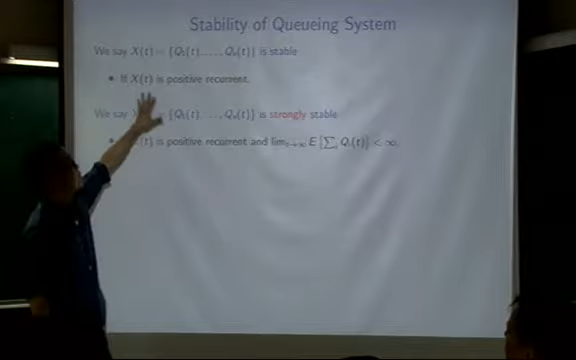 Stability of Queueing System
We say X(t) = {Q₁(t), . . . , Qₙ(t)} is stable
• If X(t) is positive recurrent.
We say {Q₁(t), . . . , Qₙ(t)} is strongly stable
(t) is positive recurrent and limₜ→∞ E [∑ᵢ Qᵢ(t)] < ∞.